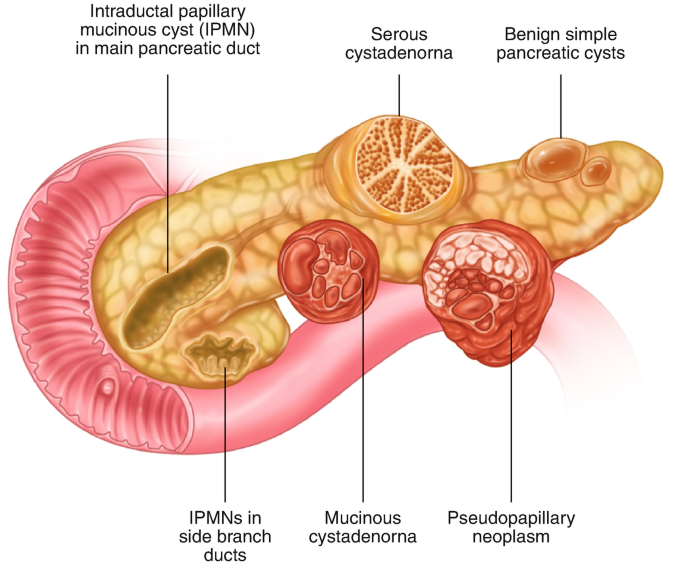 Intraductal papillary
mucinous cyst (IPMN)
in main pancreatic duct
Serous
cystadenorna
Benign simple
pancreatic cysts
IPMNs in
side branch
ducts
Mucinous
cystadenorna
Pseudopapillary
neoplasm